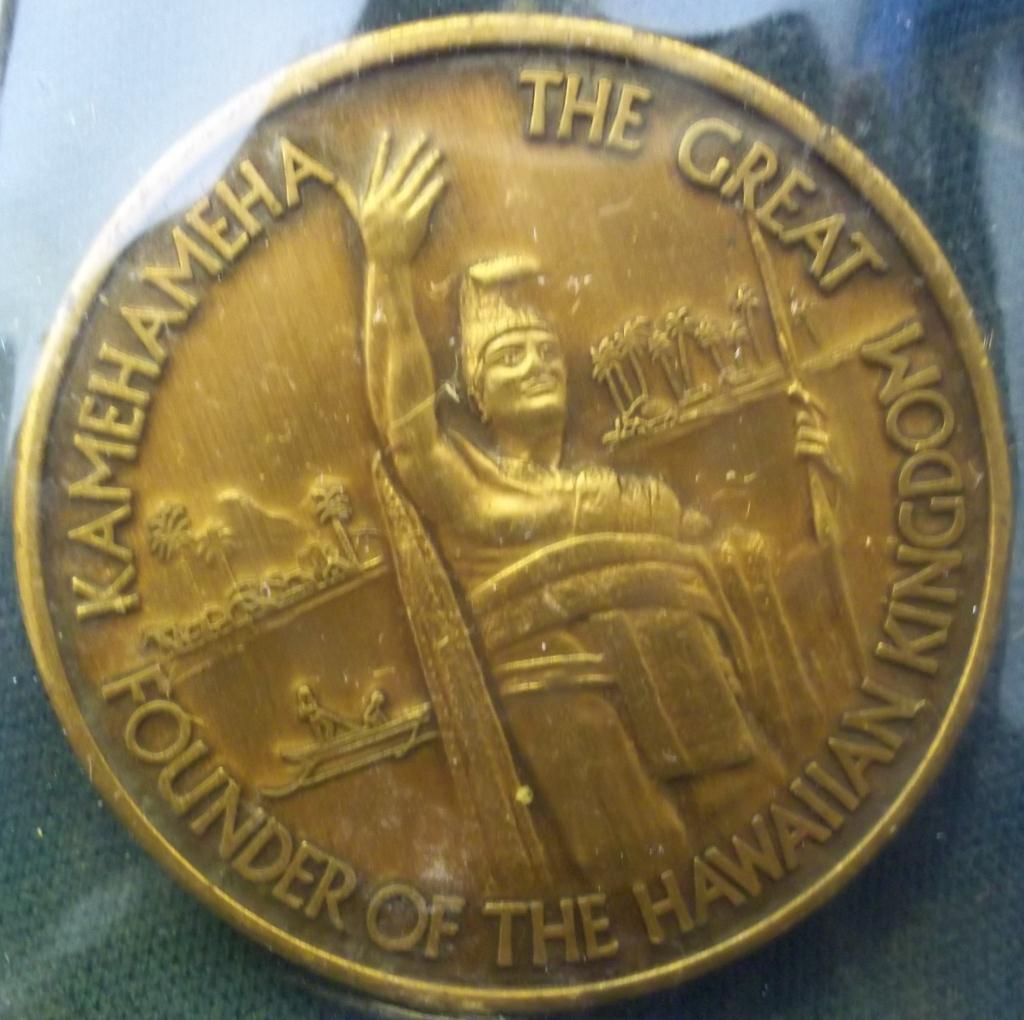 KAMEHAMEHA THE GREAT
FOUNDER OF THE HAWAIIAN KINGDOM